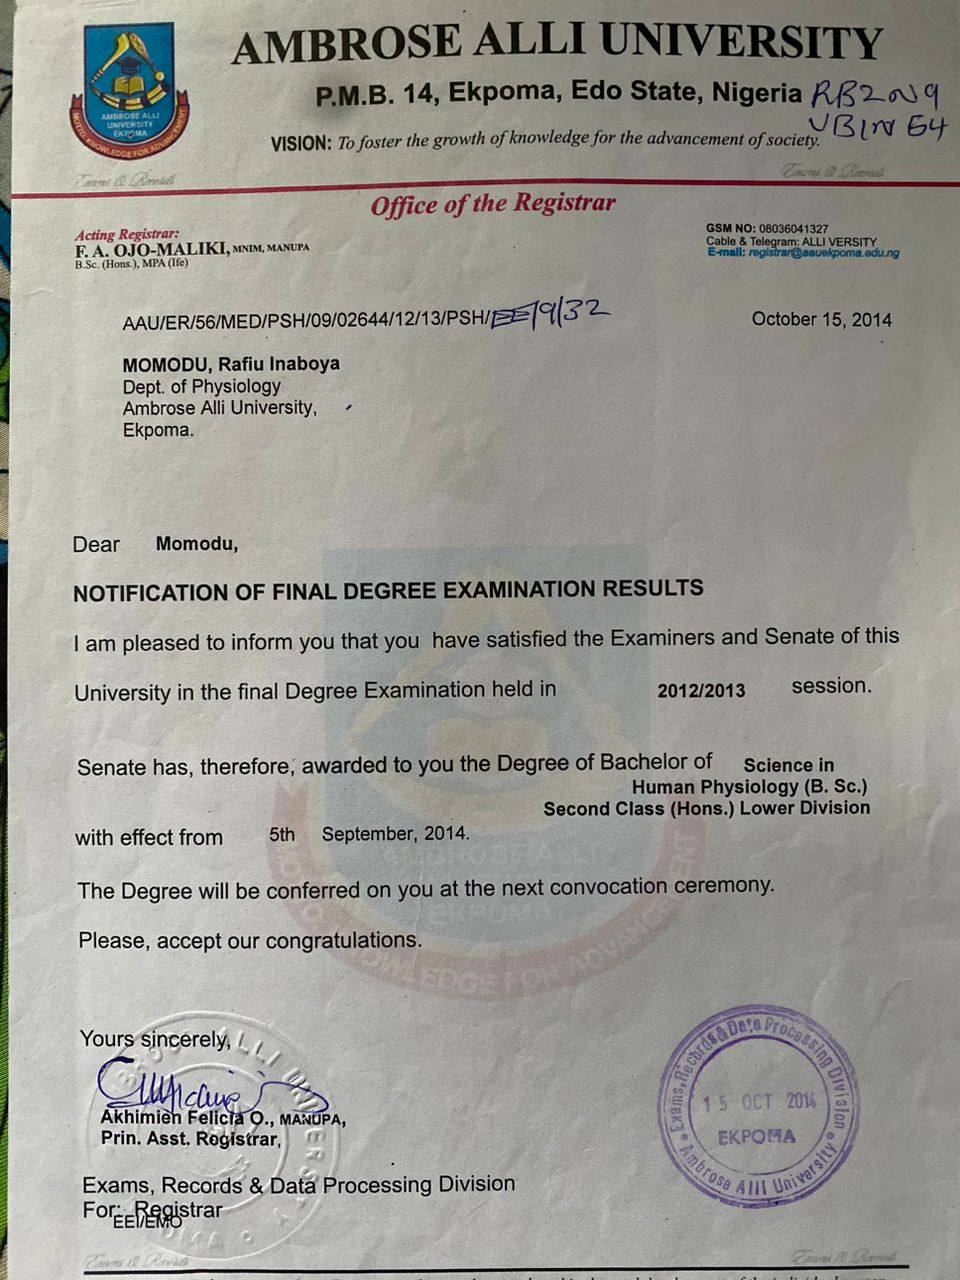 AMBROSE ALLI UNIVERSITY
P.M.B. 14, Ekpoma, Edo State, Nigeria
RB2N9
VB1N54
VISION: To foster the growth of knowledge for the advancement of society.
AMBROSE ALLI
UNIVERSITY
EKPOMA
MOTTO: KNOWLEDGE FOR ADVANCEMENT
Exams & Records
Exams & Records
Office of the Registrar
Acting Registrar:
F. A. OJO-MALIKI, MNIM, MANUPA
B.Sc. (Hons.), MPA (Ife)
GSM NO: 08036041327
Cable & Telegram: ALLI VERSITY
E-mail: registrar@aauekpoma.edu.ng
AAU/ER/56/MED/PSH/09/02644/12/13/PSH/EE/9/32
October 15, 2014
MOMODU, Rafiu Inaboya
Dept. of Physiology
Ambrose Alli University,
Ekpoma.
Dear Momodu,
NOTIFICATION OF FINAL DEGREE EXAMINATION RESULTS
I am pleased to inform you that you have satisfied the Examiners and Senate of this
University in the final Degree Examination held in 2012/2013 session.
Senate has, therefore, awarded to you the Degree of Bachelor of Science in
Human Physiology (B. Sc.)
Second Class (Hons.) Lower Division
with effect from 5th September, 2014.
The Degree will be conferred on you at the next convocation ceremony.
Please, accept our congratulations.
Yours sincerely,
Akhimien Felicia O., MANUPA,
Prin. Asst. Registrar,
Exams, Records & Data Processing Division
For: Registrar
EEI/EMO
Exams, Records & Data Processing Division
15 OCT 2014
EKPOMA
Ambrose Alli University
Exams & Records
Exams & Records